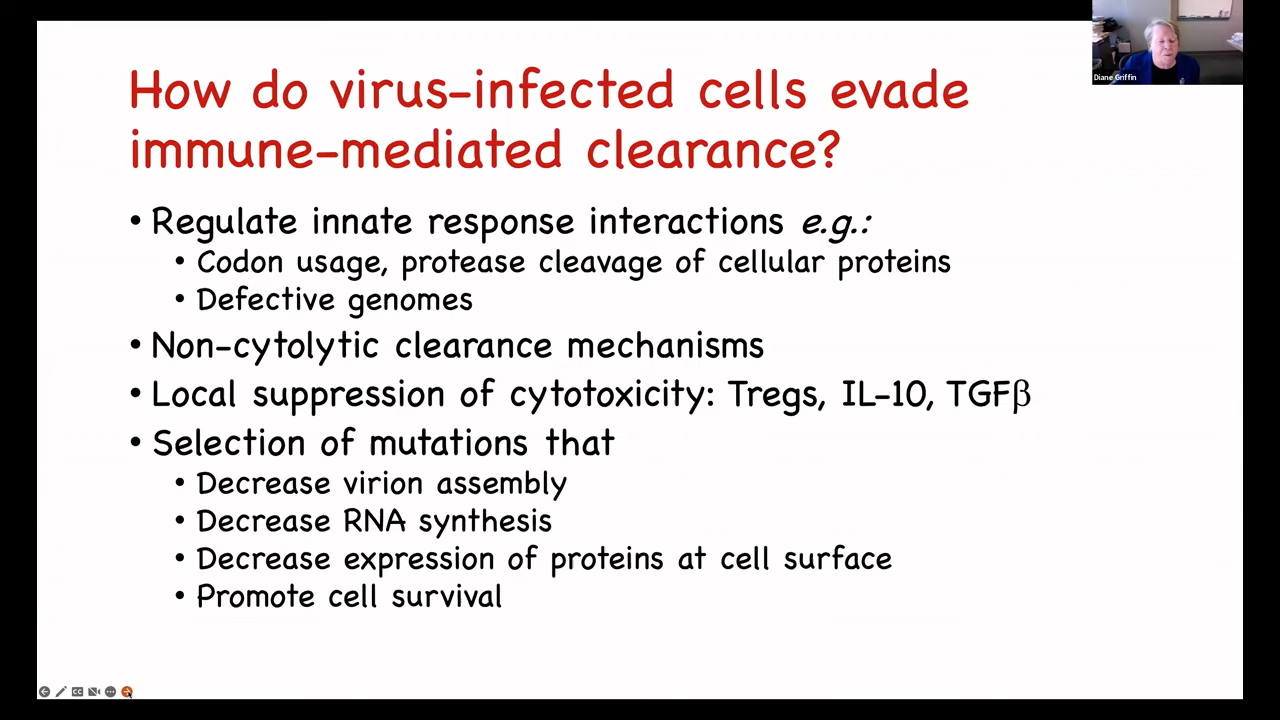 How do virus-infected cells evade
immune-mediated clearance?
• Regulate innate response interactions e.g.:
• Codon usage, protease cleavage of cellular proteins
• Defective genomes
• Non-cytolytic clearance mechanisms
• Local suppression of cytotoxicity: Tregs, IL-10, TGFβ
• Selection of mutations that
• Decrease virion assembly
• Decrease RNA synthesis
• Decrease expression of proteins at cell surface
• Promote cell survival
Diane Griffin
CC